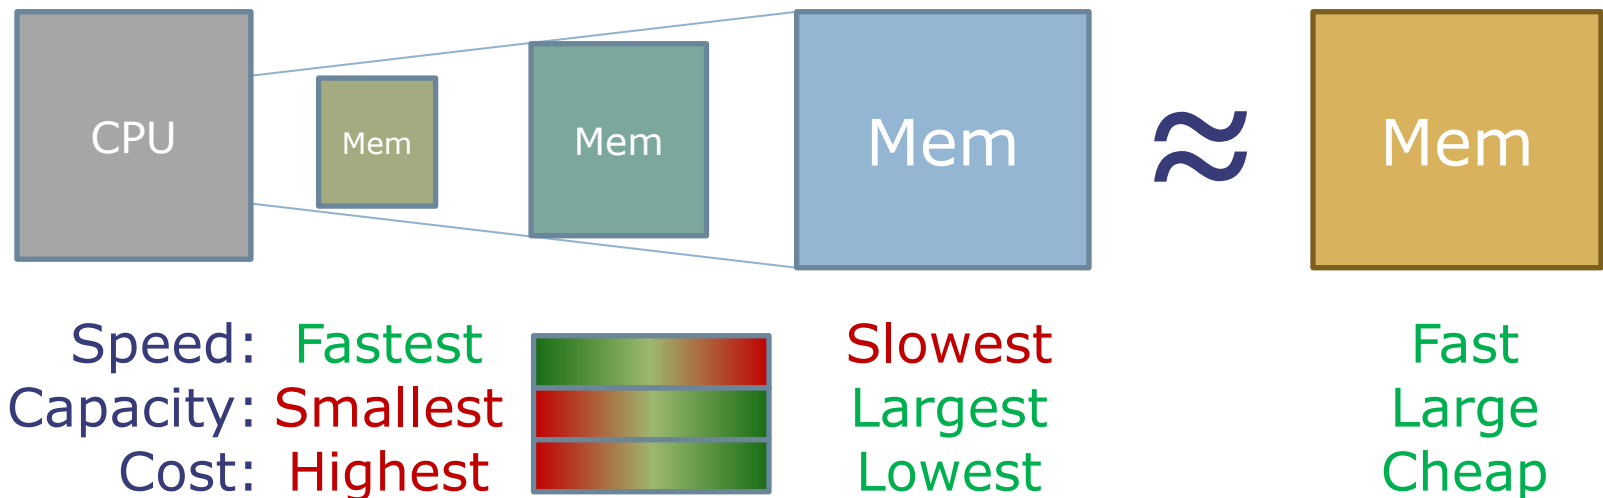 CPU
Mem
Mem
Mem
≈
Mem
Speed: Fastest Slowest Fast
Capacity: Smallest Largest Large
Cost: Highest Lowest Cheap